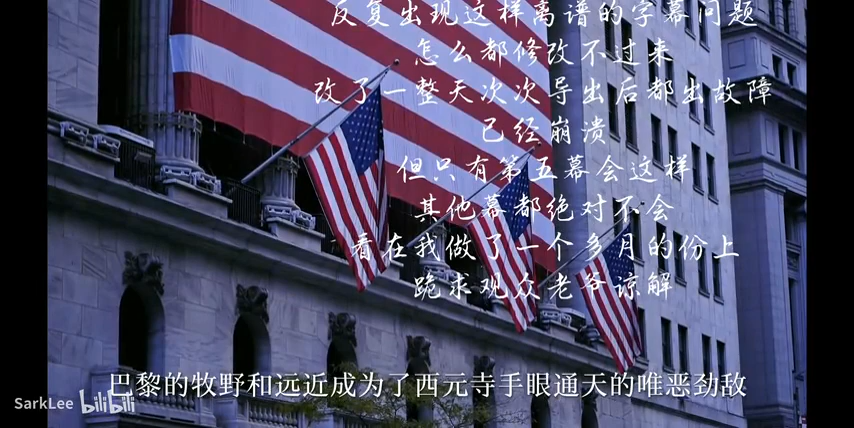 反复出现这样离谱的字幕问题
怎么都修改不过来
改了一整天次次导出后都出故障
已经崩溃
但只有第五幕会这样
其他幕都绝对不会
看在我做了一个多月的份上
跪求观众老爷谅解
巴黎的牧野和远近成为了西元寺手眼通天的唯恶劲敌
SarkLee bilibili